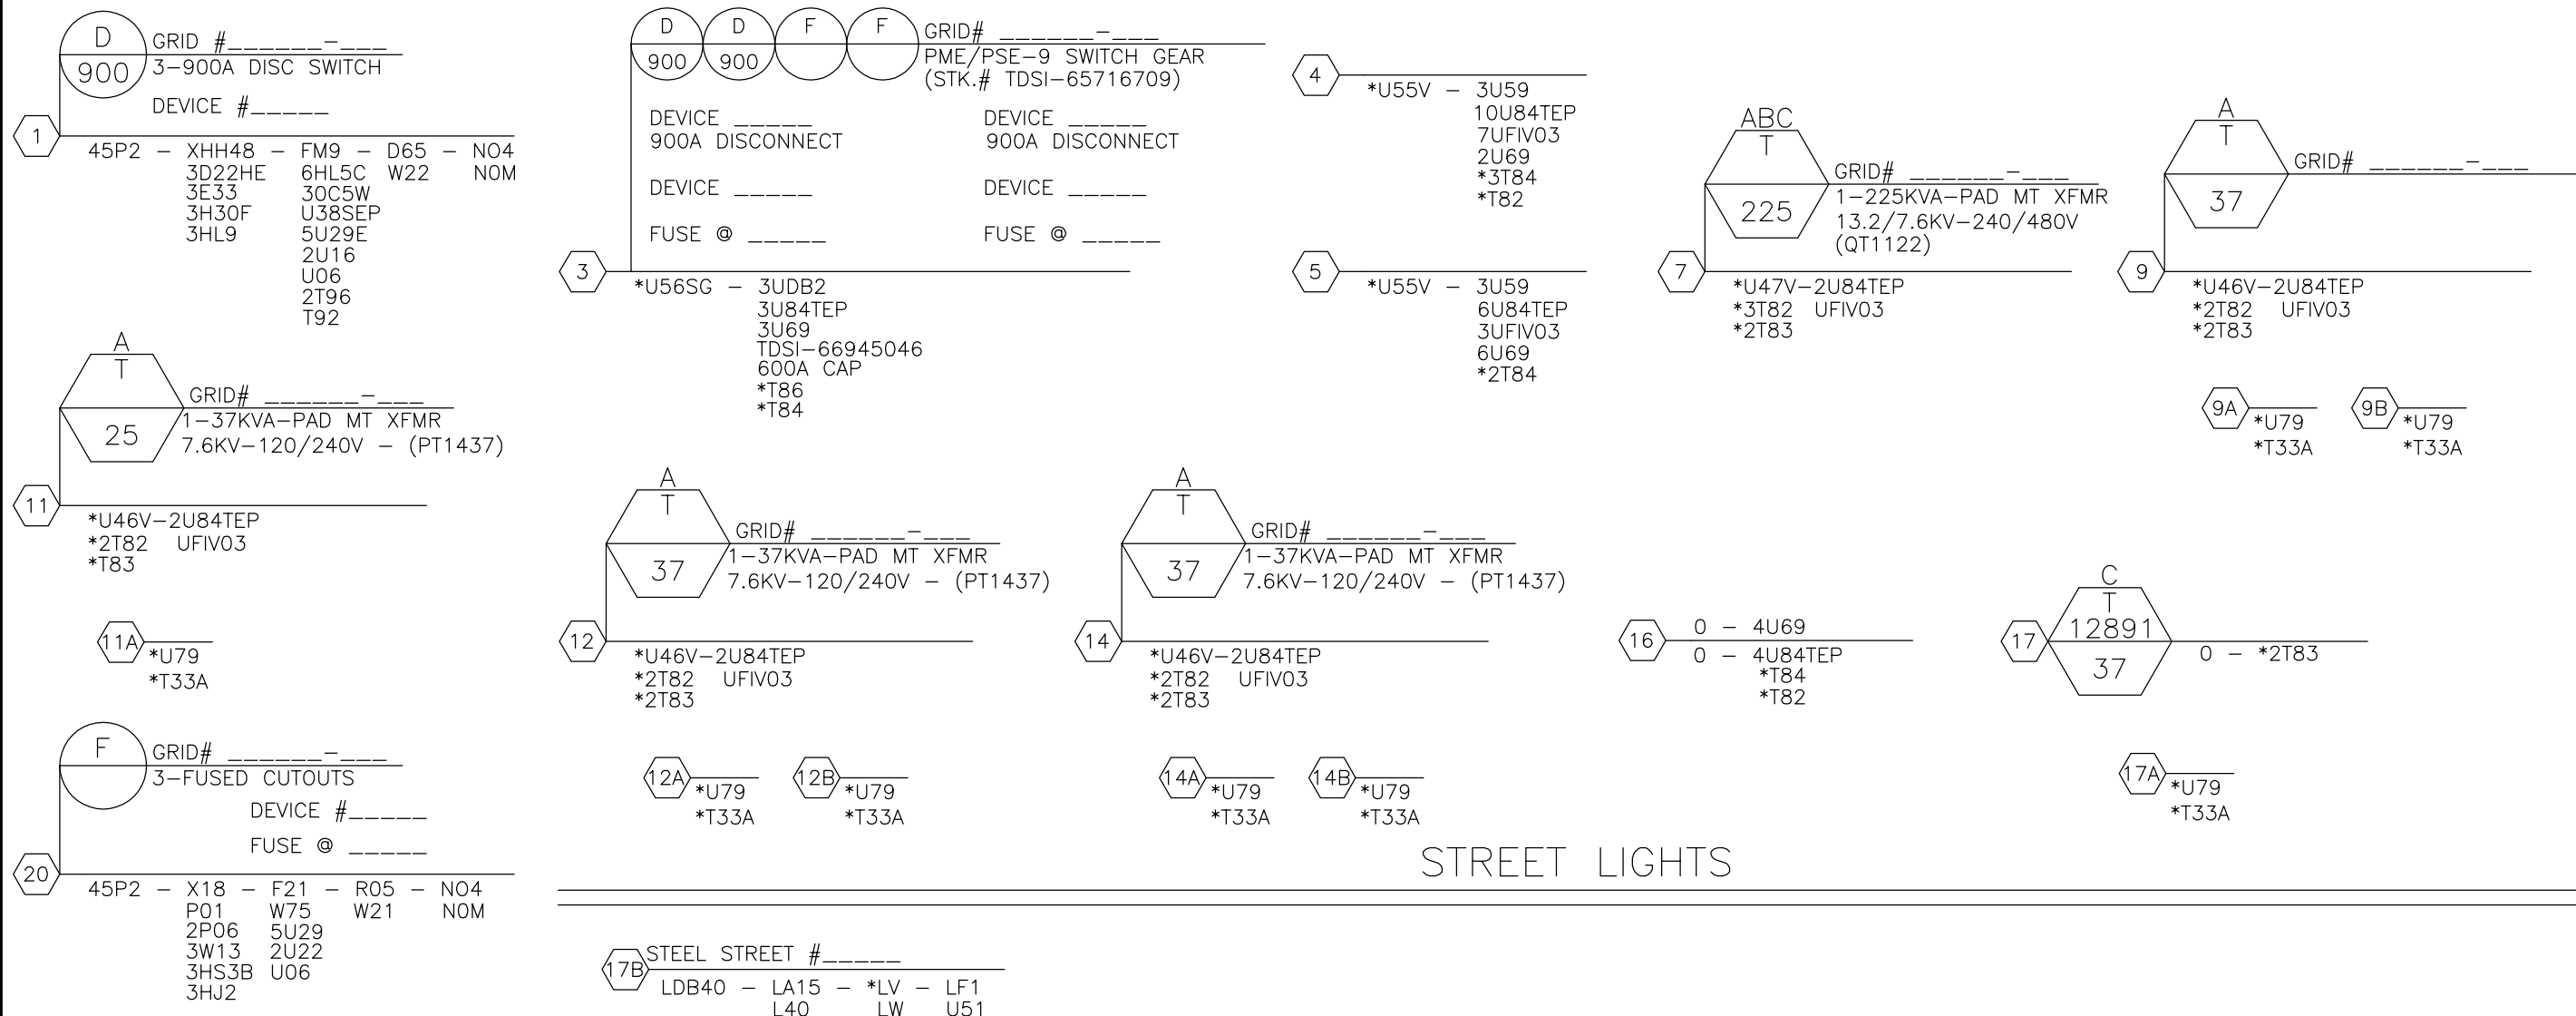 D
900
GRID #______-___
3-900A DISC SWITCH
DEVICE #_____
1
45P2 - XHH48 - FM9 - D65 - NO4
3D22HE 6HL5C W22 NOM
3E33 30C5W
3H30F U38SEP
3HL9 5U29E
2U16
U06
2T96
T92
D D F F
900 900
GRID# ______-___
PME/PSE-9 SWITCH GEAR
(STK.# TDSI-65716709)
DEVICE _____ DEVICE _____
900A DISCONNECT 900A DISCONNECT
DEVICE _____ DEVICE _____
FUSE @ _____ FUSE @ _____
3
*U56SG - 3UDB2
3U84TEP
3U69
TDSI-66945046
600A CAP
*T86
*T84
4
*U55V - 3U59
10U84TEP
7UFIV03
2U69
*3T84
*T82
5
*U55V - 3U59
6U84TEP
3UFIV03
6U69
*2T84
ABC
T
225
GRID# ______-___
1-225KVA-PAD MT XFMR
13.2/7.6KV-240/480V
(QT1122)
7
*U47V-2U84TEP
*3T82 UFIV03
*2T83
A
T
37
GRID# ______-___
9
*U46V-2U84TEP
*2T82 UFIV03
*2T83
9A
*U79
*T33A
9B
*U79
*T33A
A
T
25
GRID# ______-___
1-37KVA-PAD MT XFMR
7.6KV-120/240V - (PT1437)
11
*U46V-2U84TEP
*2T82 UFIV03
*T83
11A
*U79
*T33A
A
T
37
GRID# ______-___
1-37KVA-PAD MT XFMR
7.6KV-120/240V - (PT1437)
12
*U46V-2U84TEP
*2T82 UFIV03
*2T83
12A
*U79
*T33A
12B
*U79
*T33A
A
T
37
GRID# ______-___
1-37KVA-PAD MT XFMR
7.6KV-120/240V - (PT1437)
14
*U46V-2U84TEP
*2T82 UFIV03
*2T83
14A
*U79
*T33A
14B
*U79
*T33A
16
0 - 4U69
0 - 4U84TEP
*T84
*T82
C
T
12891
37
17
0 - *2T83
17A
*U79
*T33A
F
GRID# ______-___
3-FUSED CUTOUTS
DEVICE #_____
FUSE @ _____
20
45P2 - X18 - F21 - R05 - NO4
P01 W75 W21 NOM
2P06 5U29
3W13 2U22
3HS3B U06
3HJ2
STREET LIGHTS
17B
STEEL STREET #_____
LDB40 - LA15 - *LV - LF1
L40 LW U51